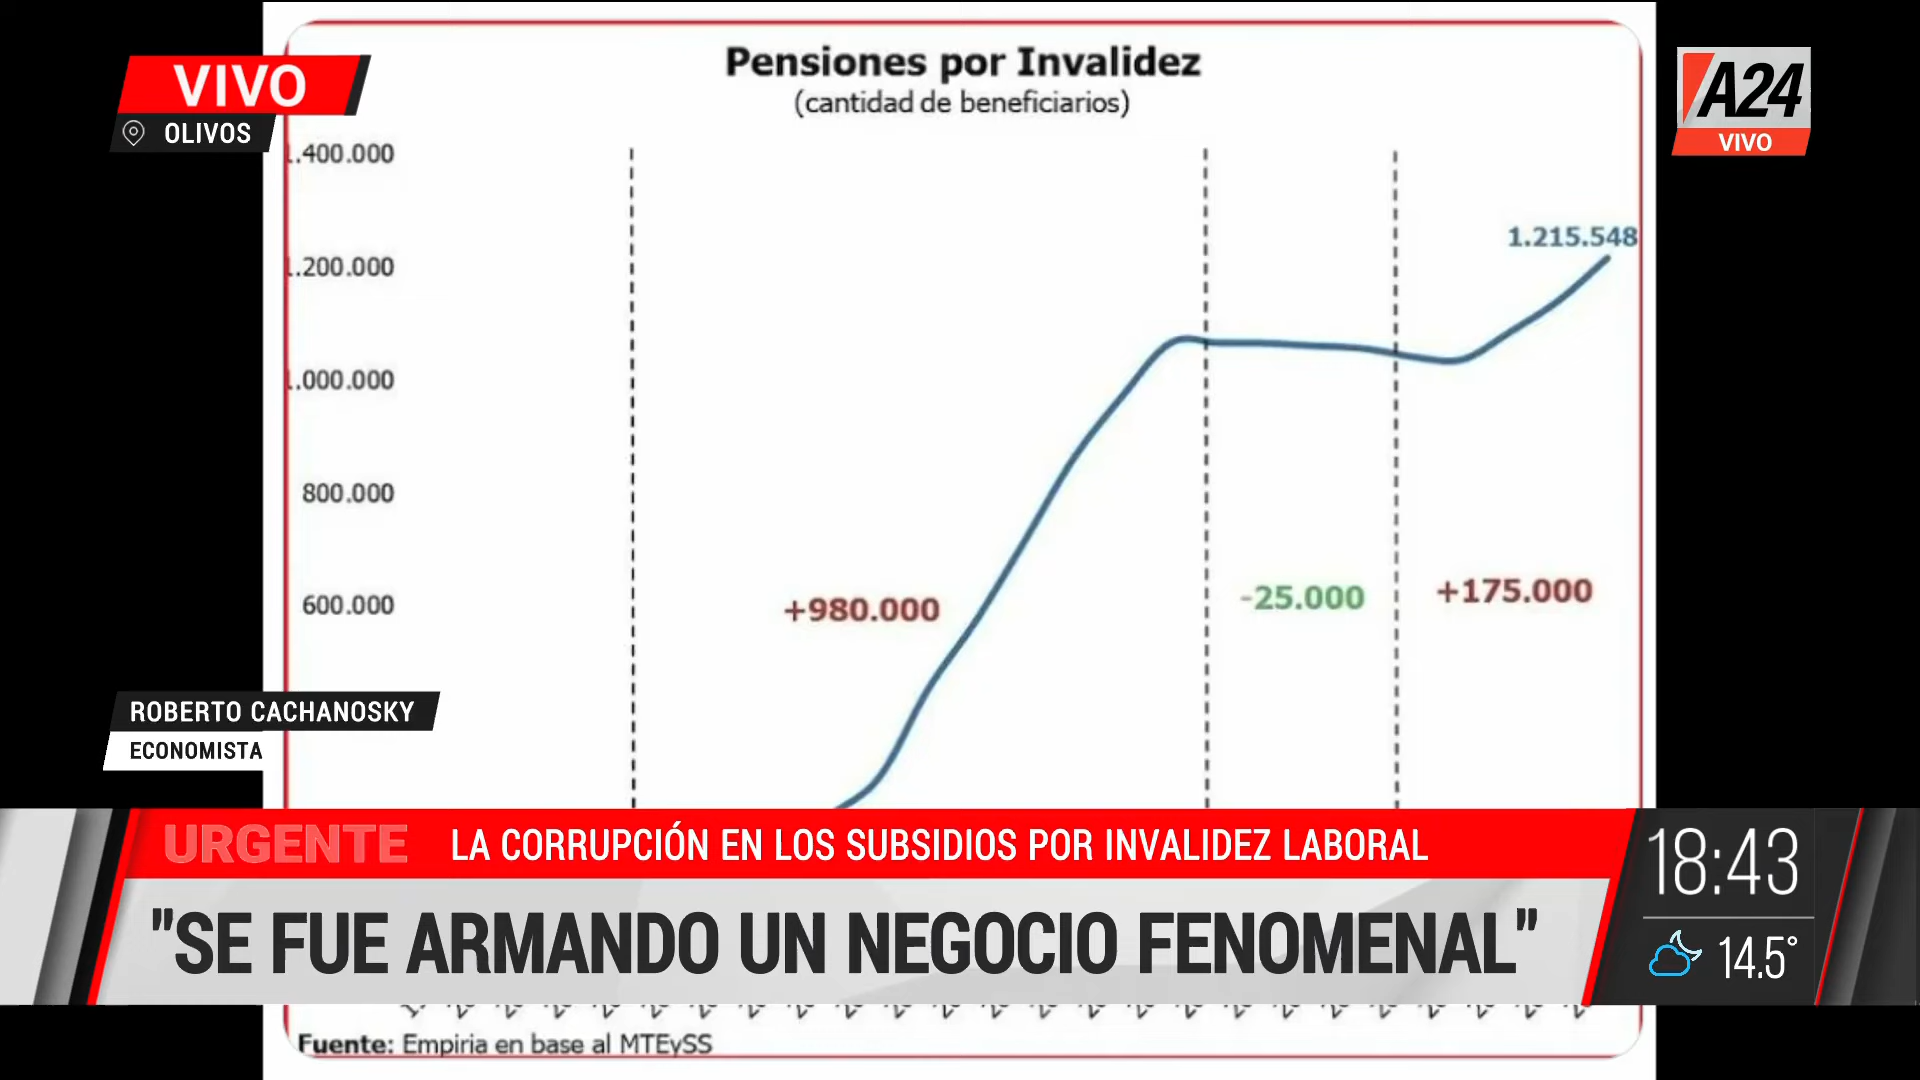 Pensiones por Invalidez
(cantidad de beneficiarios)
VIVO
OLIVOS
A24
VIVO
1.400.000
1.200.000
1.000.000
800.000
600.000
1.215.548
+980.000
-25.000
+175.000
ROBERTO CACHANOSKY
ECONOMISTA
URGENTE LA CORRUPCIÓN EN LOS SUBSIDIOS POR INVALIDEZ LABORAL
"SE FUE ARMANDO UN NEGOCIO FENOMENAL"
18:43
14.5°
Fuente: Empiria en base al MTEySS